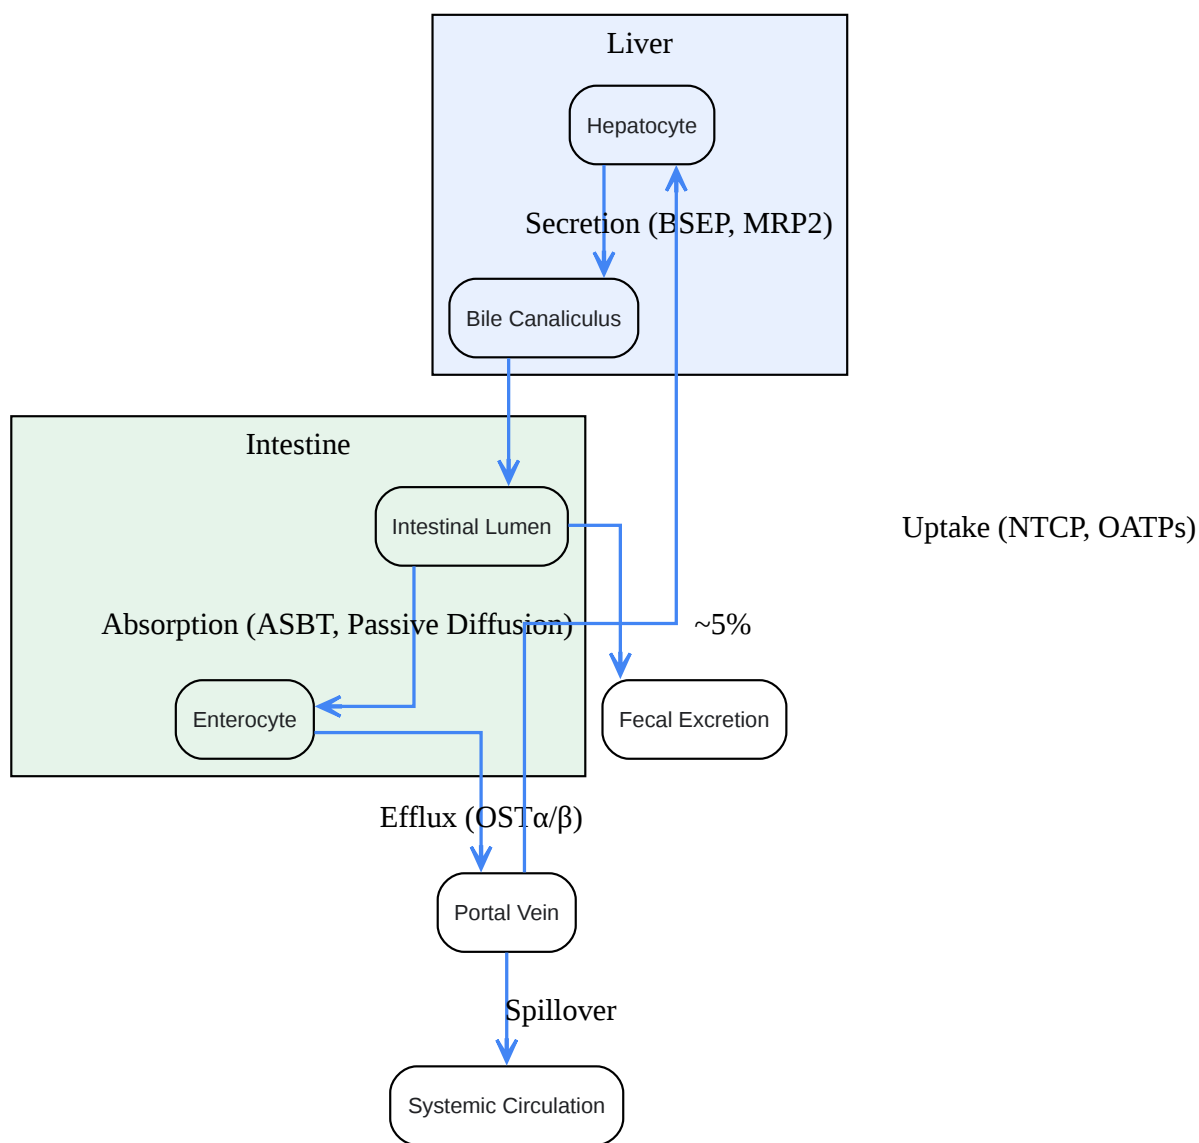 Liver
Hepatocyte
Secretion (BSEP, MRP2)
Bile Canaliculus
Intestine
Intestinal Lumen
Uptake (NTCP, OATPs)
Absorption (ASBT, Passive Diffusion)
~5%
Enterocyte
Fecal Excretion
Efflux (OSTα/β)
Portal Vein
Spillover
Systemic Circulation